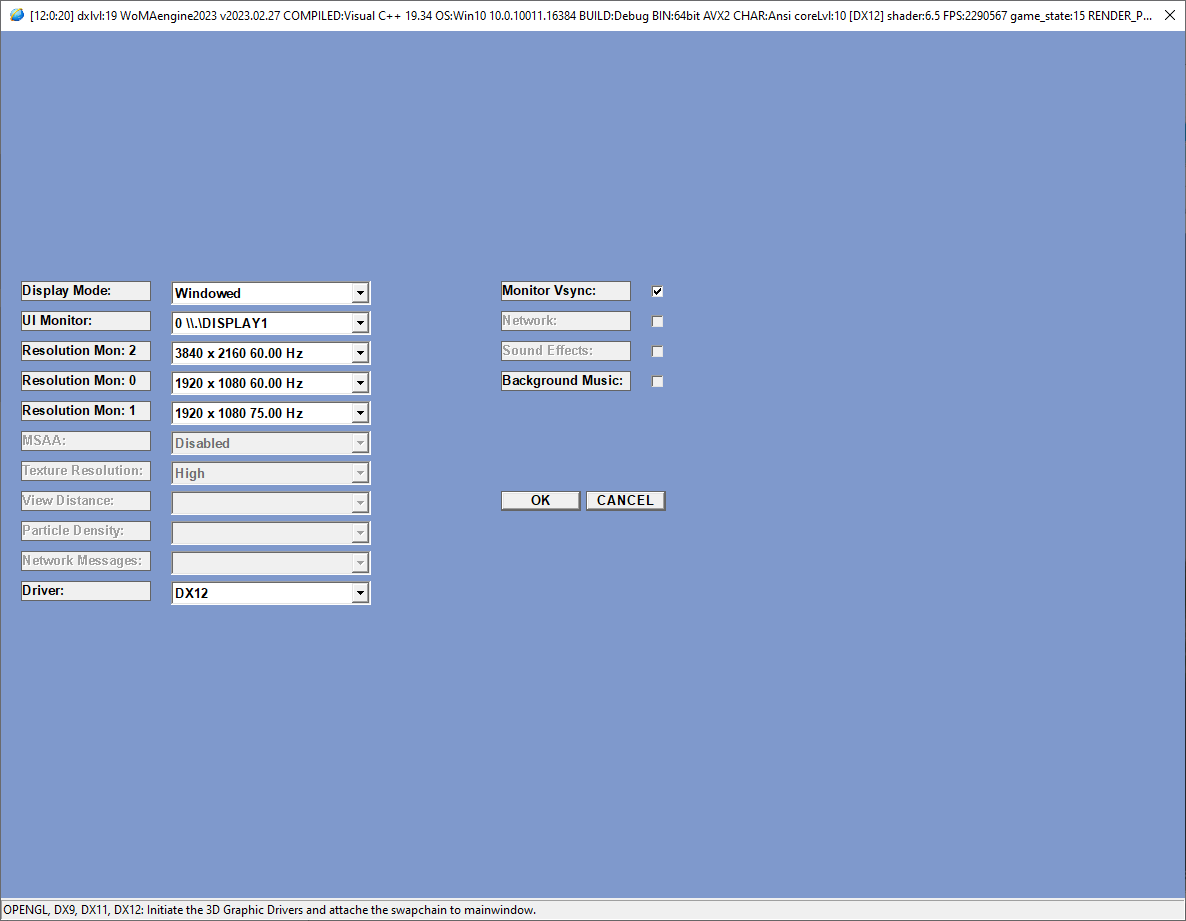 [12:0:20] dxlvl:19 WoMAengine2023 v2023.02.27 COMPILED:Visual C++ 19.34 OS:Win10 10.0.10011.16384 BUILD:Debug BIN:64bit AVX2 CHAR:Ansi coreLvl:10 [DX12] shader:6.5 FPS:2290567 game_state:15 RENDER_P...
Display Mode: Windowed
UI Monitor: 0 \\.\DISPLAY1
Resolution Mon: 2 3840 x 2160 60.00 Hz
Resolution Mon: 0 1920 x 1080 60.00 Hz
Resolution Mon: 1 1920 x 1080 75.00 Hz
MSAA: Disabled
Texture Resolution: High
View Distance:
Particle Density:
Network Messages:
Driver: DX12
Monitor Vsync:
Network:
Sound Effects:
Background Music:
OK CANCEL
OPENGL, DX9, DX11, DX12: Initiate the 3D Graphic Drivers and attache the swapchain to mainwindow.